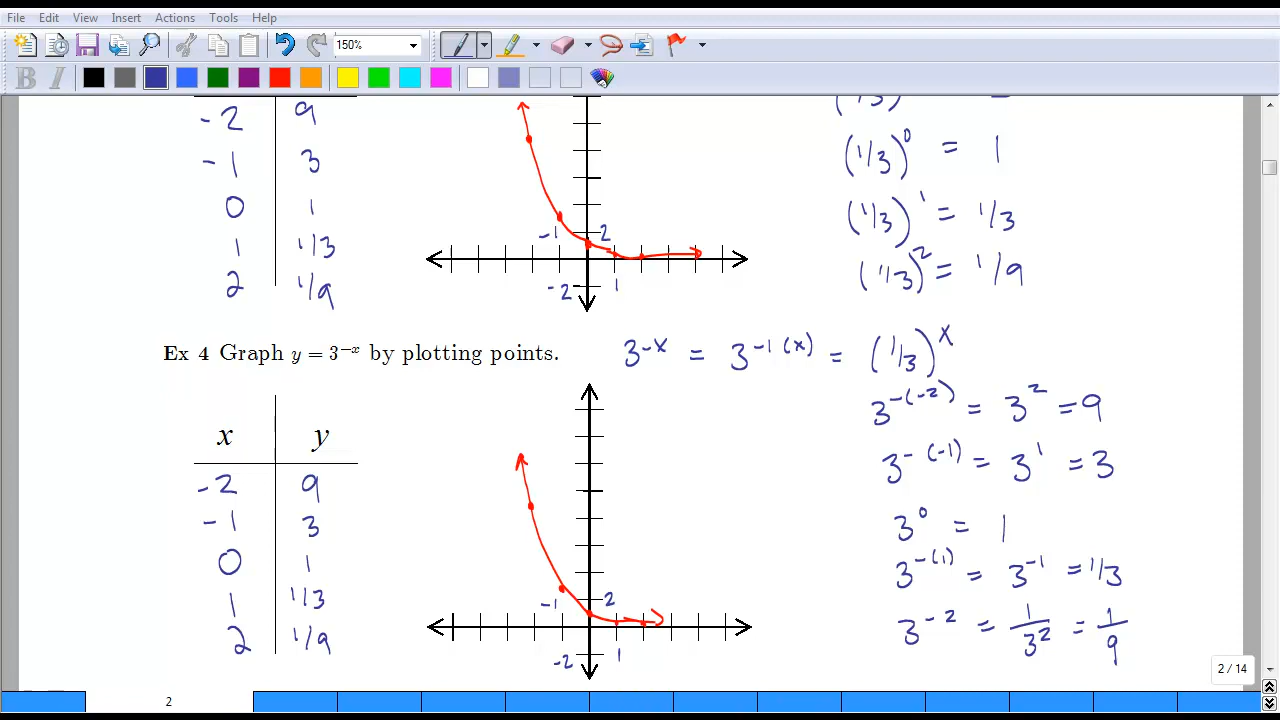 File Edit View Insert Actions Tools Help
150%
B I
-2 9
-1 3
0 1
1 1/3
2 1/9
-1 2
-2 1
(1/3)
(1/3)^0 = 1
(1/3)^1 = 1/3
(1/3)^2 = 1/9
Ex 4 Graph y = 3^-x by plotting points.
3^-x = 3^-1(x) = (1/3)^x
x y
-2 9
-1 3
0 1
1 1/3
2 1/9
-1 2
-2 1
3^-(-2) = 3^2 = 9
3^-(-1) = 3^1 = 3
3^0 = 1
3^-(1) = 3^-1 = 1/3
3^-2 = 1/3^2 = 1/9
2 / 14
2